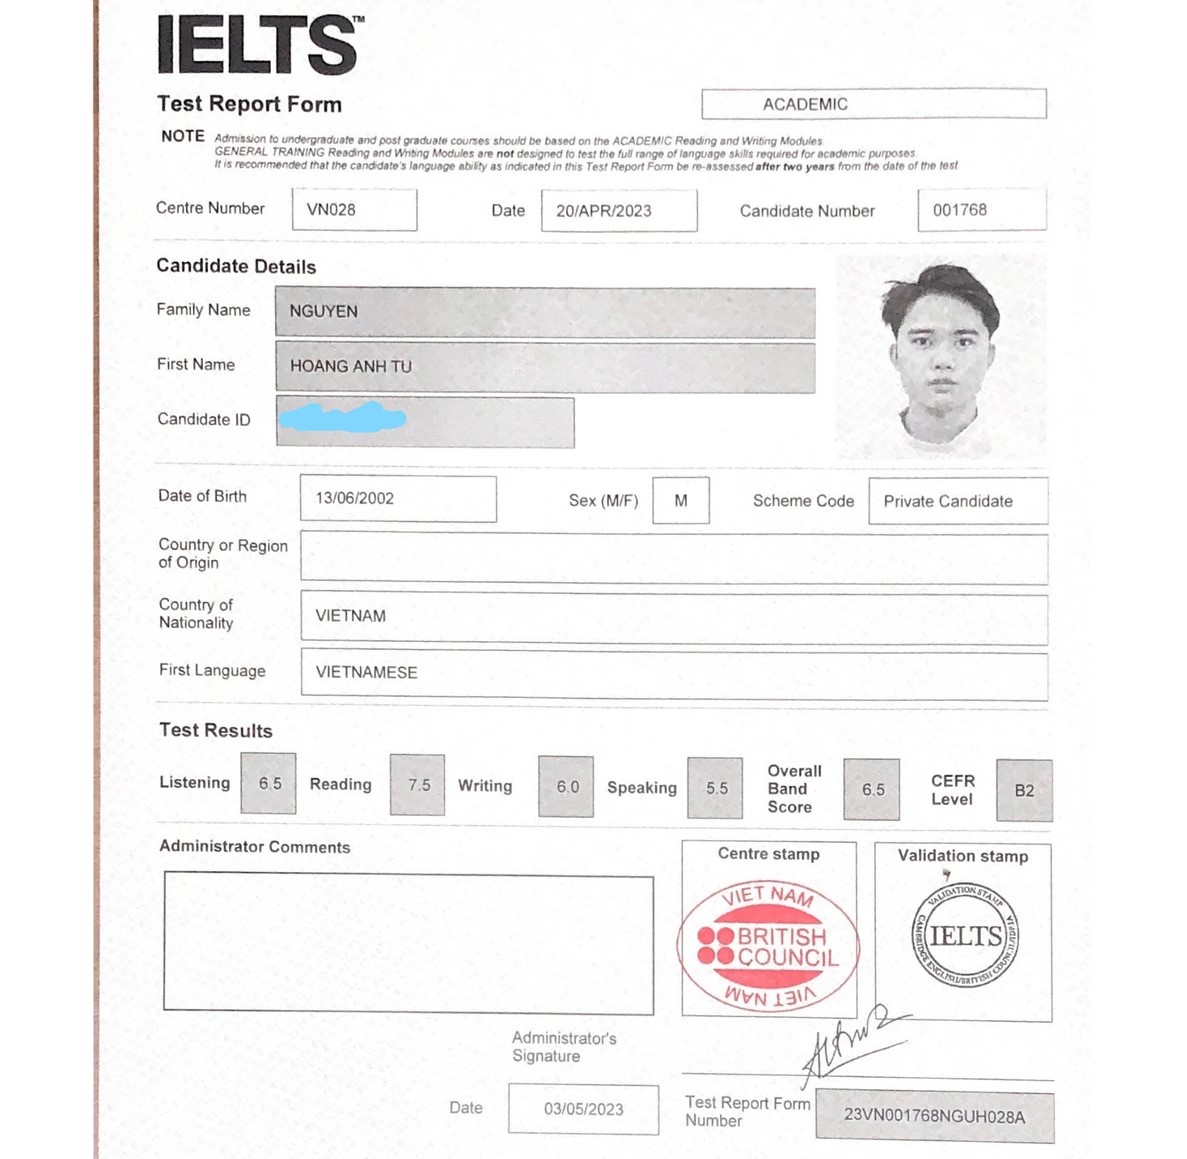 IELTS™
Test Report Form
ACADEMIC
NOTE Admission to undergraduate and post graduate courses should be based on the ACADEMIC Reading and Writing Modules.
GENERAL TRAINING Reading and Writing Modules are not designed to test the full range of language skills required for academic purposes.
It is recommended that the candidate's language ability as indicated in this Test Report Form be re-assessed after two years from the date of the test.
Centre Number VN028 Date 20/APR/2023 Candidate Number 001768
Candidate Details
Family Name NGUYEN
First Name HOANG ANH TU
Candidate ID
Date of Birth 13/06/2002 Sex (M/F) M Scheme Code Private Candidate
Country or Region
of Origin
Country of
Nationality VIETNAM
First Language VIETNAMESE
Test Results
Listening 6.5 Reading 7.5 Writing 6.0 Speaking 5.5 Overall Band Score 6.5 CEFR Level B2
Administrator Comments
Centre stamp
VIET NAM
BRITISH
COUNCIL
VIET NAM
Validation stamp
VALIDATION STAMP
IELTS
CAMBRIDGE ENGLISH/BRITISH COUNCIL/IDP:IA
Administrator's
Signature
Date 03/05/2023
Test Report Form
Number 23VN001768NGUH028A